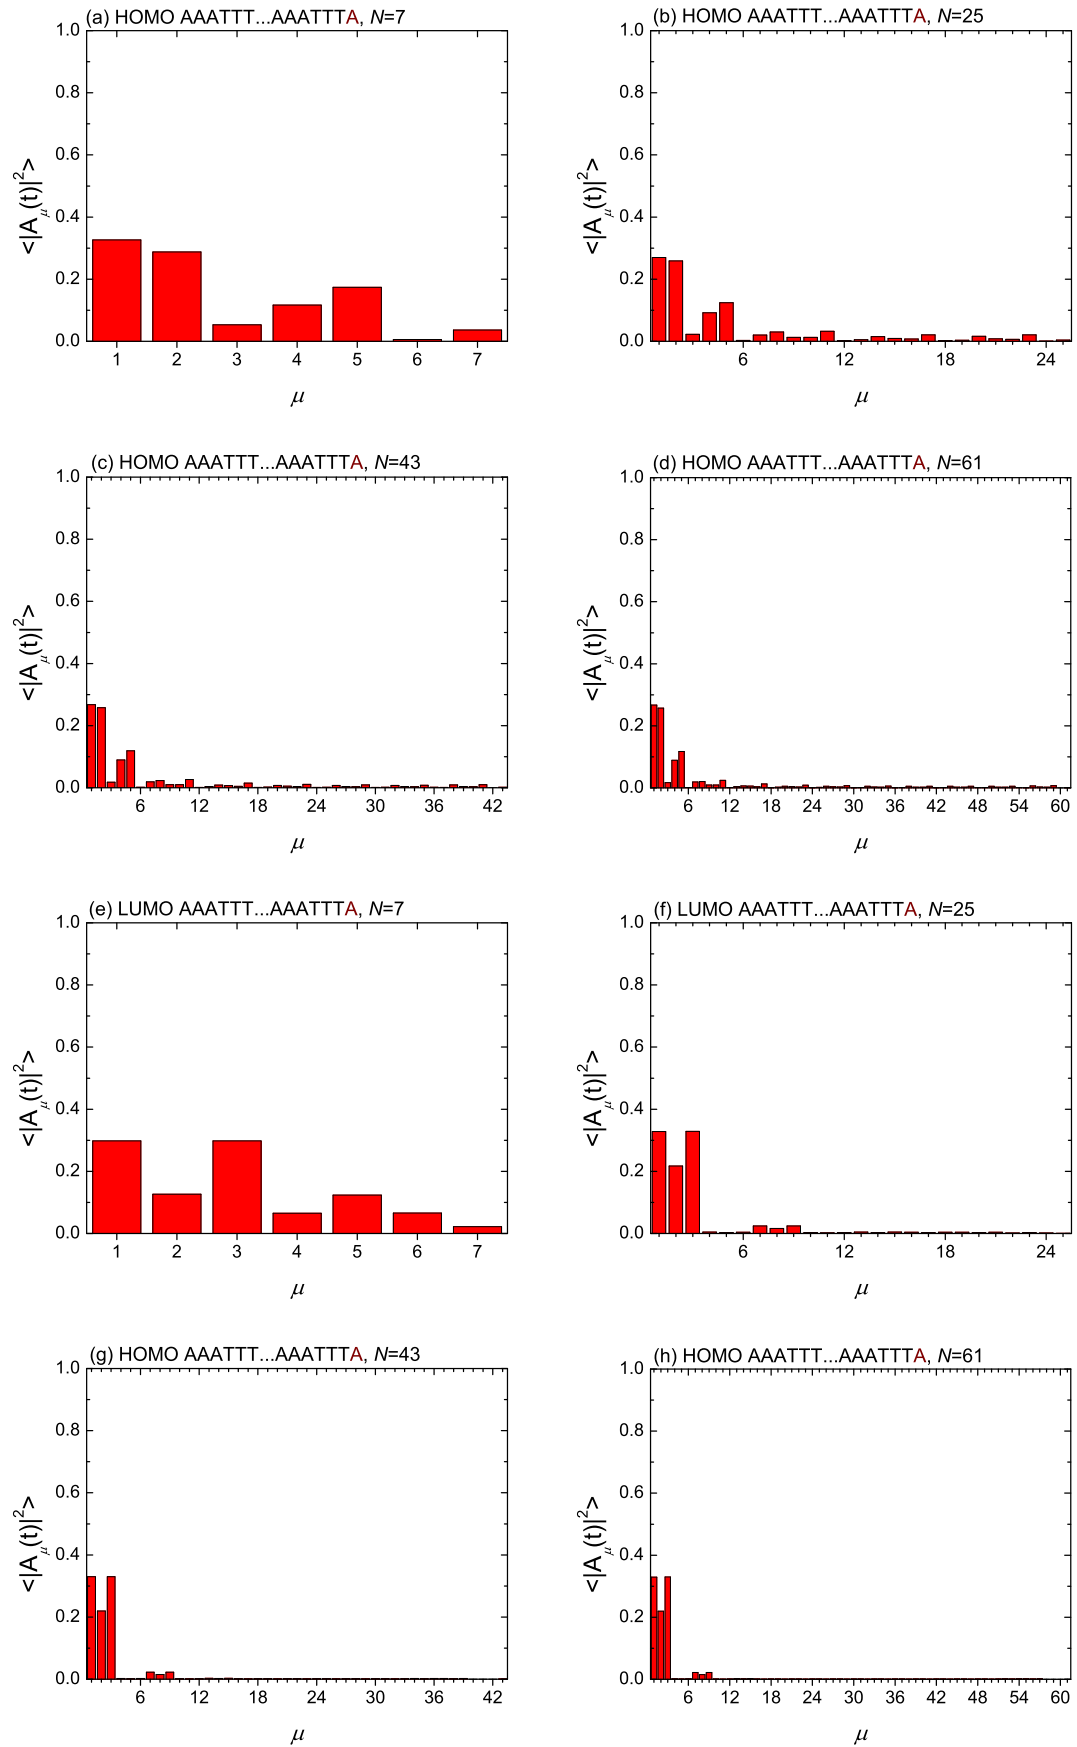 (a) HOMO AAATTT...AAATTTA, N=7
1.0
0.8
0.6
0.4
0.2
0.0
<|Aμ(t)|²>
1 2 3 4 5 6 7
μ
(b) HOMO AAATTT...AAATTTA, N=25
1.0
0.8
0.6
0.4
0.2
0.0
<|Aμ(t)|²>
6 12 18 24
μ
(c) HOMO AAATTT...AAATTTA, N=43
1.0
0.8
0.6
0.4
0.2
0.0
<|Aμ(t)|²>
6 12 18 24 30 36 42
μ
(d) HOMO AAATTT...AAATTTA, N=61
1.0
0.8
0.6
0.4
0.2
0.0
<|Aμ(t)|²>
6 12 18 24 30 36 42 48 54 60
μ
(e) LUMO AAATTT...AAATTTA, N=7
1.0
0.8
0.6
0.4
0.2
0.0
<|Aμ(t)|²>
1 2 3 4 5 6 7
μ
(f) LUMO AAATTT...AAATTTA, N=25
1.0
0.8
0.6
0.4
0.2
0.0
<|Aμ(t)|²>
6 12 18 24
μ
(g) HOMO AAATTT...AAATTTA, N=43
1.0
0.8
0.6
0.4
0.2
0.0
<|Aμ(t)|²>
6 12 18 24 30 36 42
μ
(h) HOMO AAATTT...AAATTTA, N=61
1.0
0.8
0.6
0.4
0.2
0.0
<|Aμ(t)|²>
6 12 18 24 30 36 42 48 54 60
μ